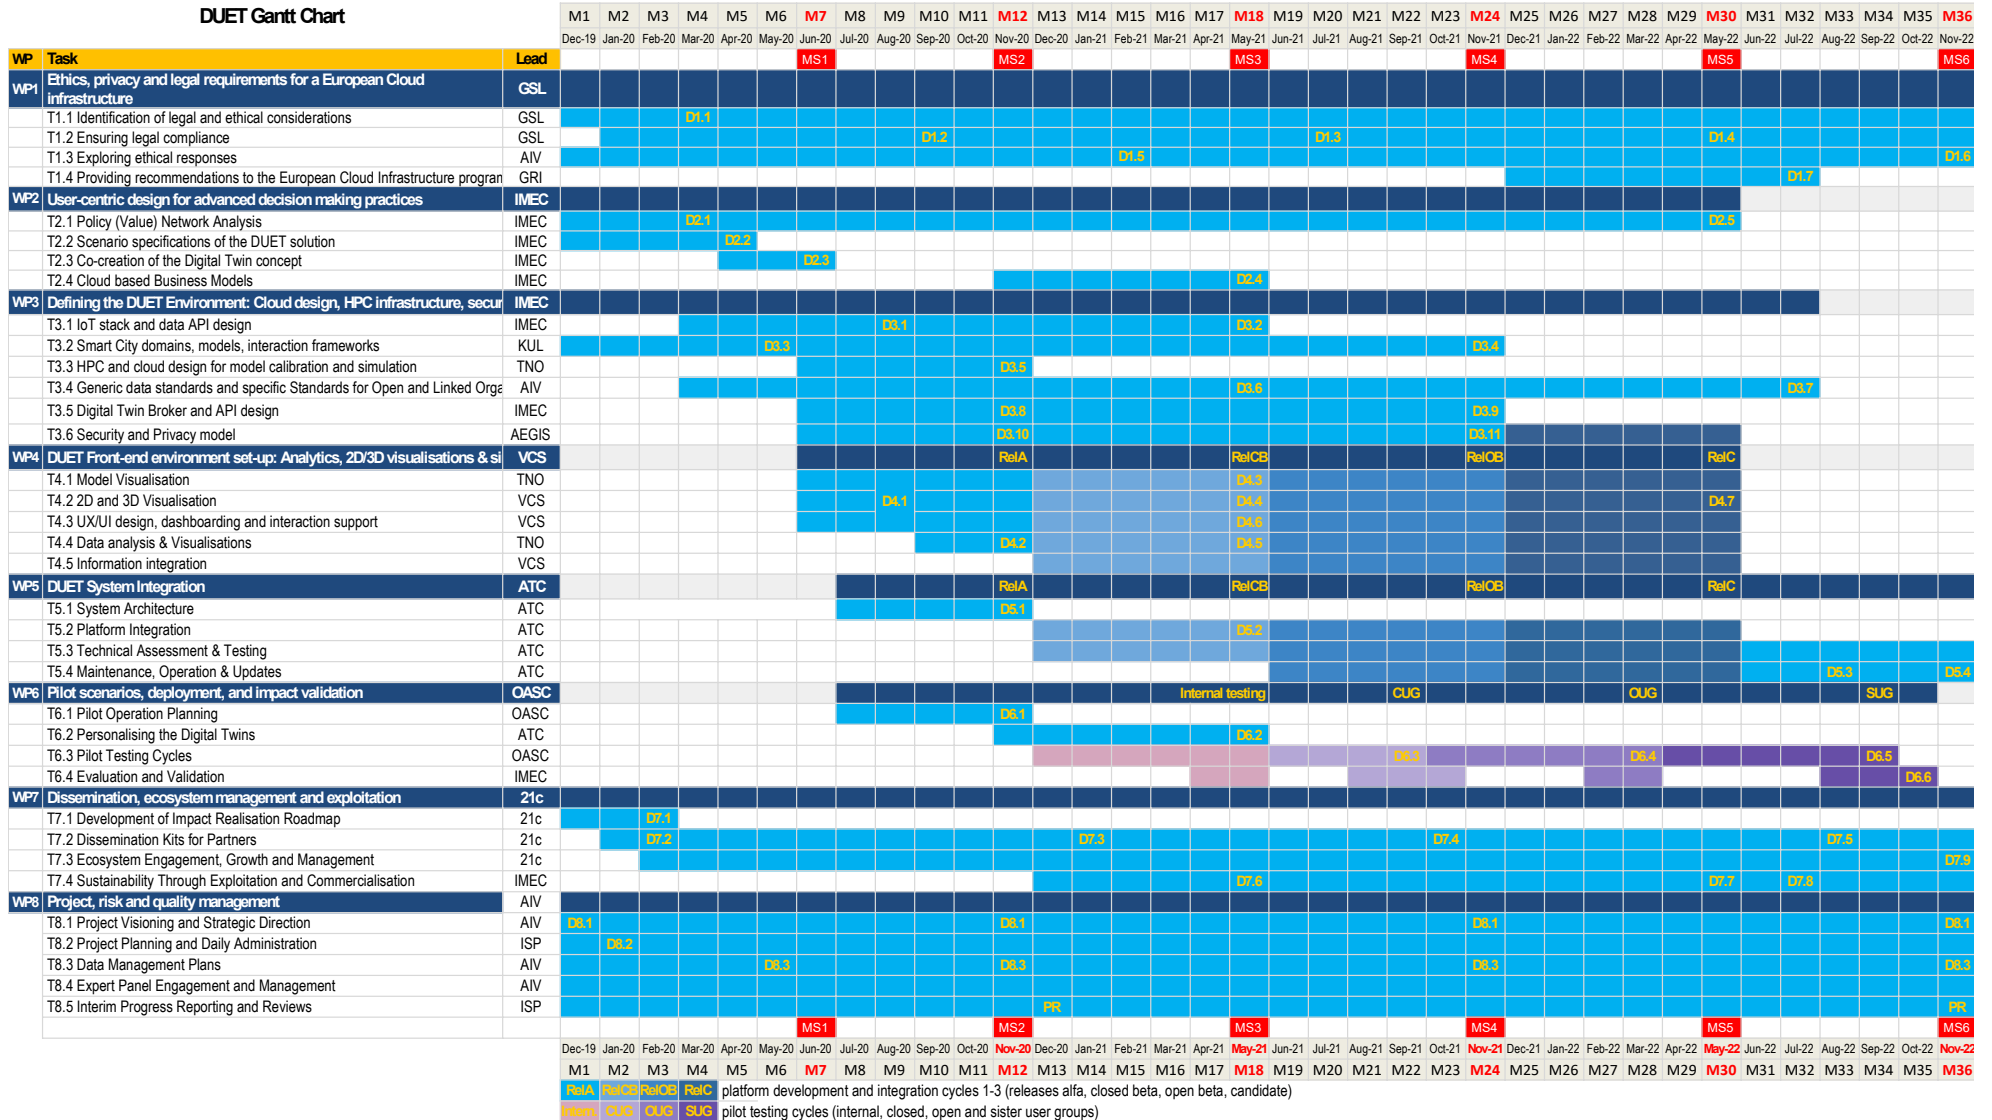 DUET Gantt Chart M1 M2 M3 M4 M5 M6 M7 M8 M9 M10 M11 M12 M13 M14 M15 M16 M17 M18 M19 M20 M21 M22 M23 M24 M25 M26 M27 M28 M29 M30 M31 M32 M33 M34 M35 M36
Dec-19 Jan-20 Feb-20 Mar-20 Apr-20 May-20 Jun-20 Jul-20 Aug-20 Sep-20 Oct-20 Nov-20 Dec-20 Jan-21 Feb-21 Mar-21 Apr-21 May-21 Jun-21 Jul-21 Aug-21 Sep-21 Oct-21 Nov-21 Dec-21 Jan-22 Feb-22 Mar-22 Apr-22 May-22 Jun-22 Jul-22 Aug-22 Sep-22 Oct-22 Nov-22
WP Task Lead MS1 MS2 MS3 MS4 MS5 MS6
WP1 Ethics, privacy and legal requirements for a European Cloud
infrastructure GSL
T1.1 Identification of legal and ethical considerations GSL D1.1
T1.2 Ensuring legal compliance GSL D1.2 D1.3 D1.4
T1.3 Exploring ethical responses AIV D1.5 D1.6
T1.4 Providing recommendations to the European Cloud Infrastructure progran GRI D1.7
WP2 User-centric design for advanced decision making practices IMEC
T2.1 Policy (Value) Network Analysis IMEC D2.1 D2.5
T2.2 Scenario specifications of the DUET solution IMEC D2.2
T2.3 Co-creation of the Digital Twin concept IMEC D2.3
T2.4 Cloud based Business Models IMEC D2.4
WP3 Defining the DUET Environment: Cloud design, HPC infrastructure, secur IMEC
T3.1 IoT stack and data API design IMEC D3.1 D3.2
T3.2 Smart City domains, models, interaction frameworks KUL D3.3 D3.4
T3.3 HPC and cloud design for model calibration and simulation TNO D3.5
T3.4 Generic data standards and specific Standards for Open and Linked Orga AIV D3.6 D3.7
T3.5 Digital Twin Broker and API design IMEC D3.8 D3.9
T3.6 Security and Privacy model AEGIS D3.10 D3.11
WP4 DUET Front-end environment set-up: Analytics, 2D/3D visualisations & si VCS RelA RelCB RelOB RelC
T4.1 Model Visualisation TNO D4.3
T4.2 2D and 3D Visualisation VCS D4.1 D4.4 D4.7
T4.3 UX/UI design, dashboarding and interaction support VCS D4.6
T4.4 Data analysis & Visualisations TNO D4.2 D4.5
T4.5 Information integration VCS
WP5 DUET System Integration ATC RelA RelCB RelOB RelC
T5.1 System Architecture ATC D5.1
T5.2 Platform Integration ATC D5.2
T5.3 Technical Assessment & Testing ATC
T5.4 Maintenance, Operation & Updates ATC D5.3 D5.4
WP6 Pilot scenarios, deployment, and impact validation OASC Internal testing CUG OUG SUG
T6.1 Pilot Operation Planning OASC D6.1
T6.2 Personalising the Digital Twins ATC D6.2
T6.3 Pilot Testing Cycles OASC D6.3 D6.4 D6.5
T6.4 Evaluation and Validation IMEC D6.6
WP7 Dissemination, ecosystem management and exploitation 21c
T7.1 Development of Impact Realisation Roadmap 21c D7.1
T7.2 Dissemination Kits for Partners 21c D7.2 D7.3 D7.4 D7.5
T7.3 Ecosystem Engagement, Growth and Management 21c D7.9
T7.4 Sustainability Through Exploitation and Commercialisation IMEC D7.6 D7.7 D7.8
WP8 Project, risk and quality management AIV
T8.1 Project Visioning and Strategic Direction AIV D8.1 D8.1 D8.1 D8.1
T8.2 Project Planning and Daily Administration ISP D8.2
T8.3 Data Management Plans AIV D8.3 D8.3 D8.3 D8.3
T8.4 Expert Panel Engagement and Management AIV
T8.5 Interim Progress Reporting and Reviews ISP PR PR
MS1 MS2 MS3 MS4 MS5 MS6
Dec-19 Jan-20 Feb-20 Mar-20 Apr-20 May-20 Jun-20 Jul-20 Aug-20 Sep-20 Oct-20 Nov-20 Dec-20 Jan-21 Feb-21 Mar-21 Apr-21 May-21 Jun-21 Jul-21 Aug-21 Sep-21 Oct-21 Nov-21 Dec-21 Jan-22 Feb-22 Mar-22 Apr-22 May-22 Jun-22 Jul-22 Aug-22 Sep-22 Oct-22 Nov-22
M1 M2 M3 M4 M5 M6 M7 M8 M9 M10 M11 M12 M13 M14 M15 M16 M17 M18 M19 M20 M21 M22 M23 M24 M25 M26 M27 M28 M29 M30 M31 M32 M33 M34 M35 M36
RelA RelCB RelOB RelC platform development and integration cycles 1-3 (releases alfa, closed beta, open beta, candidate)
Intern. CUG OUG SUG pilot testing cycles (internal, closed, open and sister user groups)